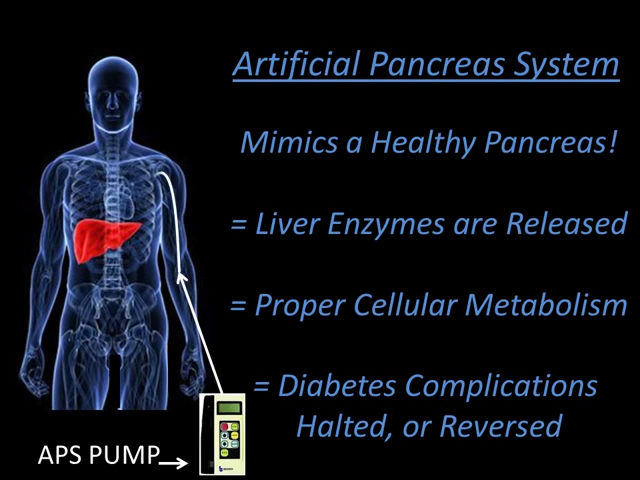 Artificial Pancreas System
Mimics a Healthy Pancreas!
= Liver Enzymes are Released
= Proper Cellular Metabolism
= Diabetes Complications
Halted, or Reversed
APS PUMP